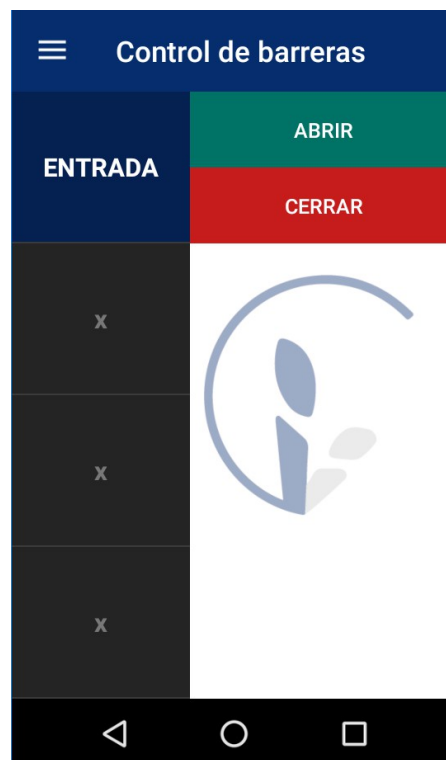 Control de barreras
ENTRADA
ABRIR
CERRAR
x
x
x